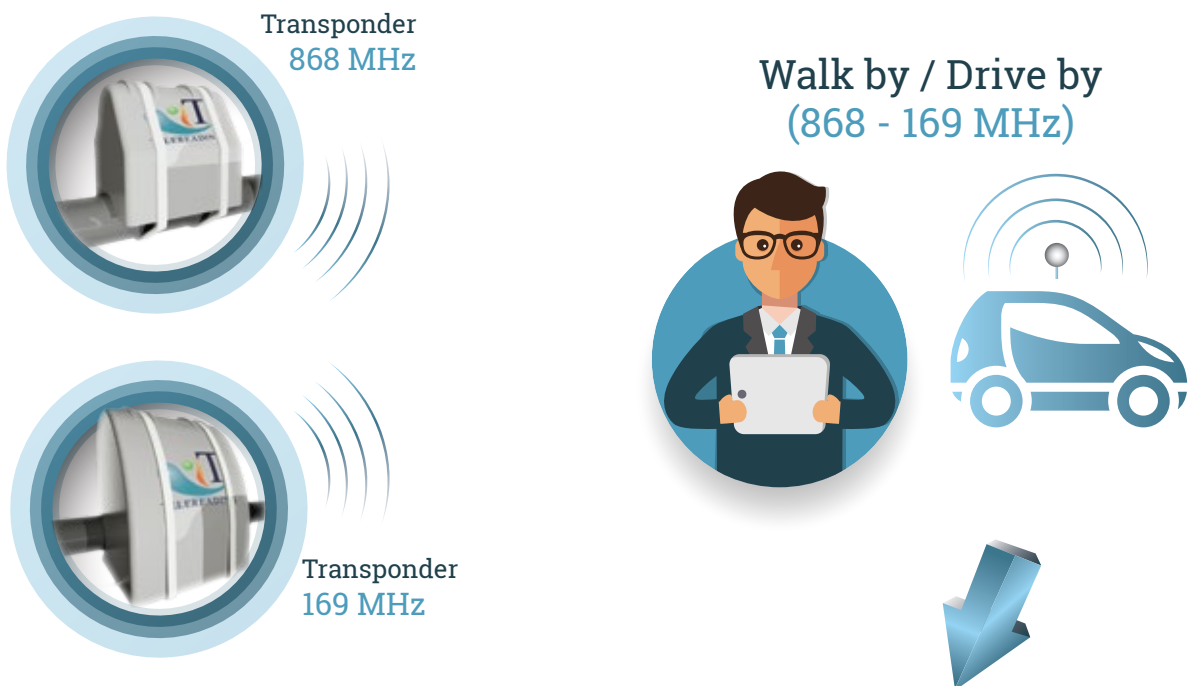 Transponder
868 MHz
Walk by / Drive by
(868 - 169 MHz)
T
T
Transponder
169 MHz